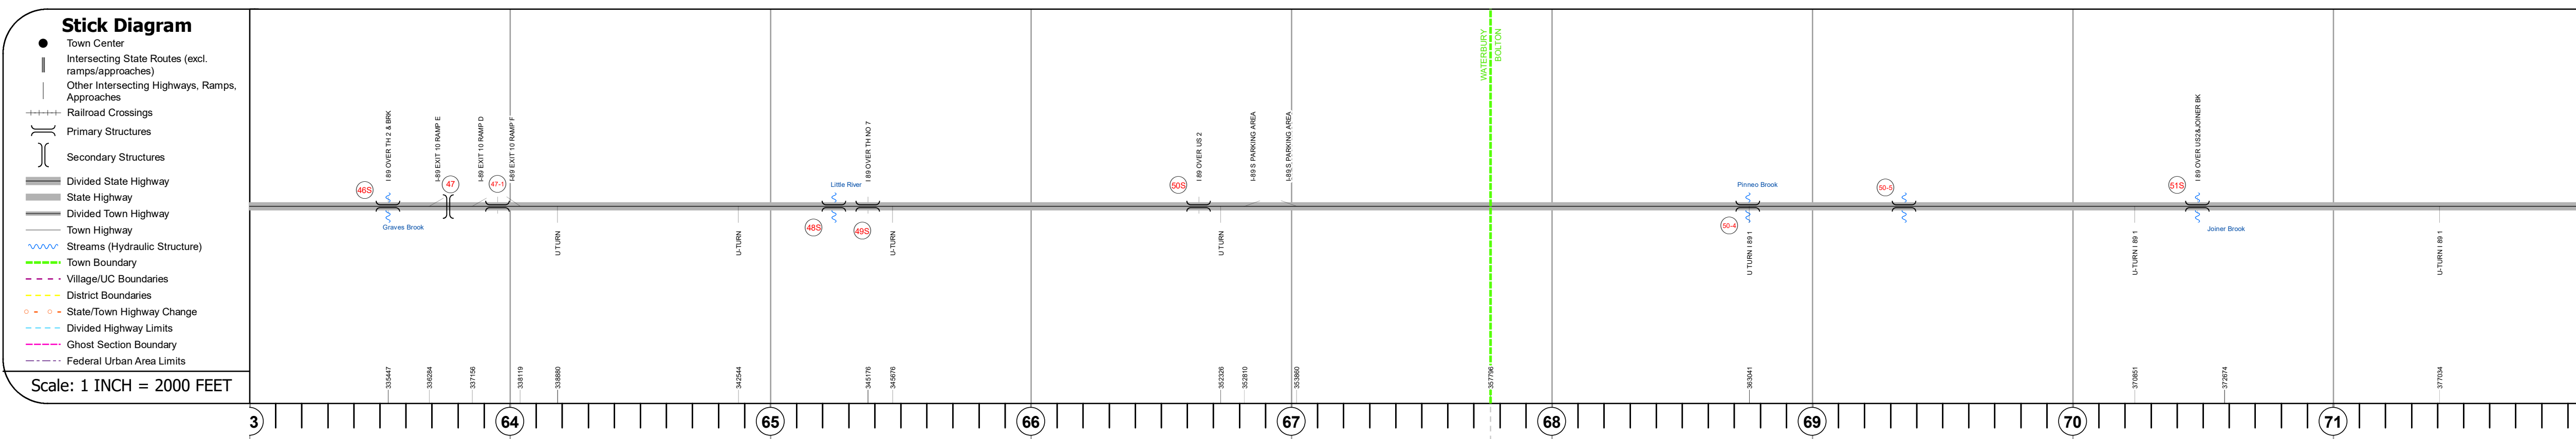 Stick Diagram
Town Center
Intersecting State Routes (excl.
ramps/approaches)
Other Intersecting Highways, Ramps,
Approaches
Railroad Crossings
Primary Structures
Secondary Structures
Divided State Highway
State Highway
Divided Town Highway
Town Highway
Streams (Hydraulic Structure)
Town Boundary
Village/UC Boundaries
District Boundaries
State/Town Highway Change
Divided Highway Limits
Ghost Section Boundary
Federal Urban Area Limits
Scale: 1 INCH = 2000 FEET
WATERBURY
BOLTON
I 89 OVER TH 2 & BRK
I-89 EXIT 10 RAMP E
I-89 EXIT 10 RAMP D
I-89 EXIT 10 RAMP F
I 89 OVER TH NO 7
I 89 OVER US 2
I-89 S PARKING AREA
I-89 S PARKING AREA
I 89 OVER US2&JOINER BK
46S
47
47-1
Little River
50S
Pinneo Brook
50-5
51S
Graves Brook
48S
49S
50-4
Joiner Brook
U TURN
U-TURN
U-TURN
U TURN
U TURN I 89 1
U-TURN I 89 1
U-TURN I 89 1
335447
336284
337156
338119
338880
342544
345176
345676
352326
352810
353860
357796
363041
370851
372674
377034
3
64
65
66
67
68
69
70
71